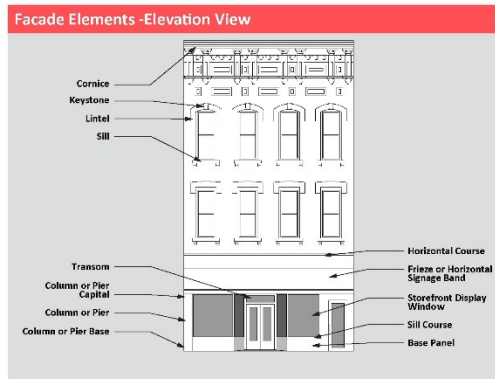 Facade Elements -Elevation View
Cornice
Keystone
Lintel
Sill
Transom
Column or Pier
Capital
Column or Pier
Column or Pier Base
Horizontal Course
Frieze or Horizontal
Signage Band
Storefront Display
Window
Sill Course
Base Panel